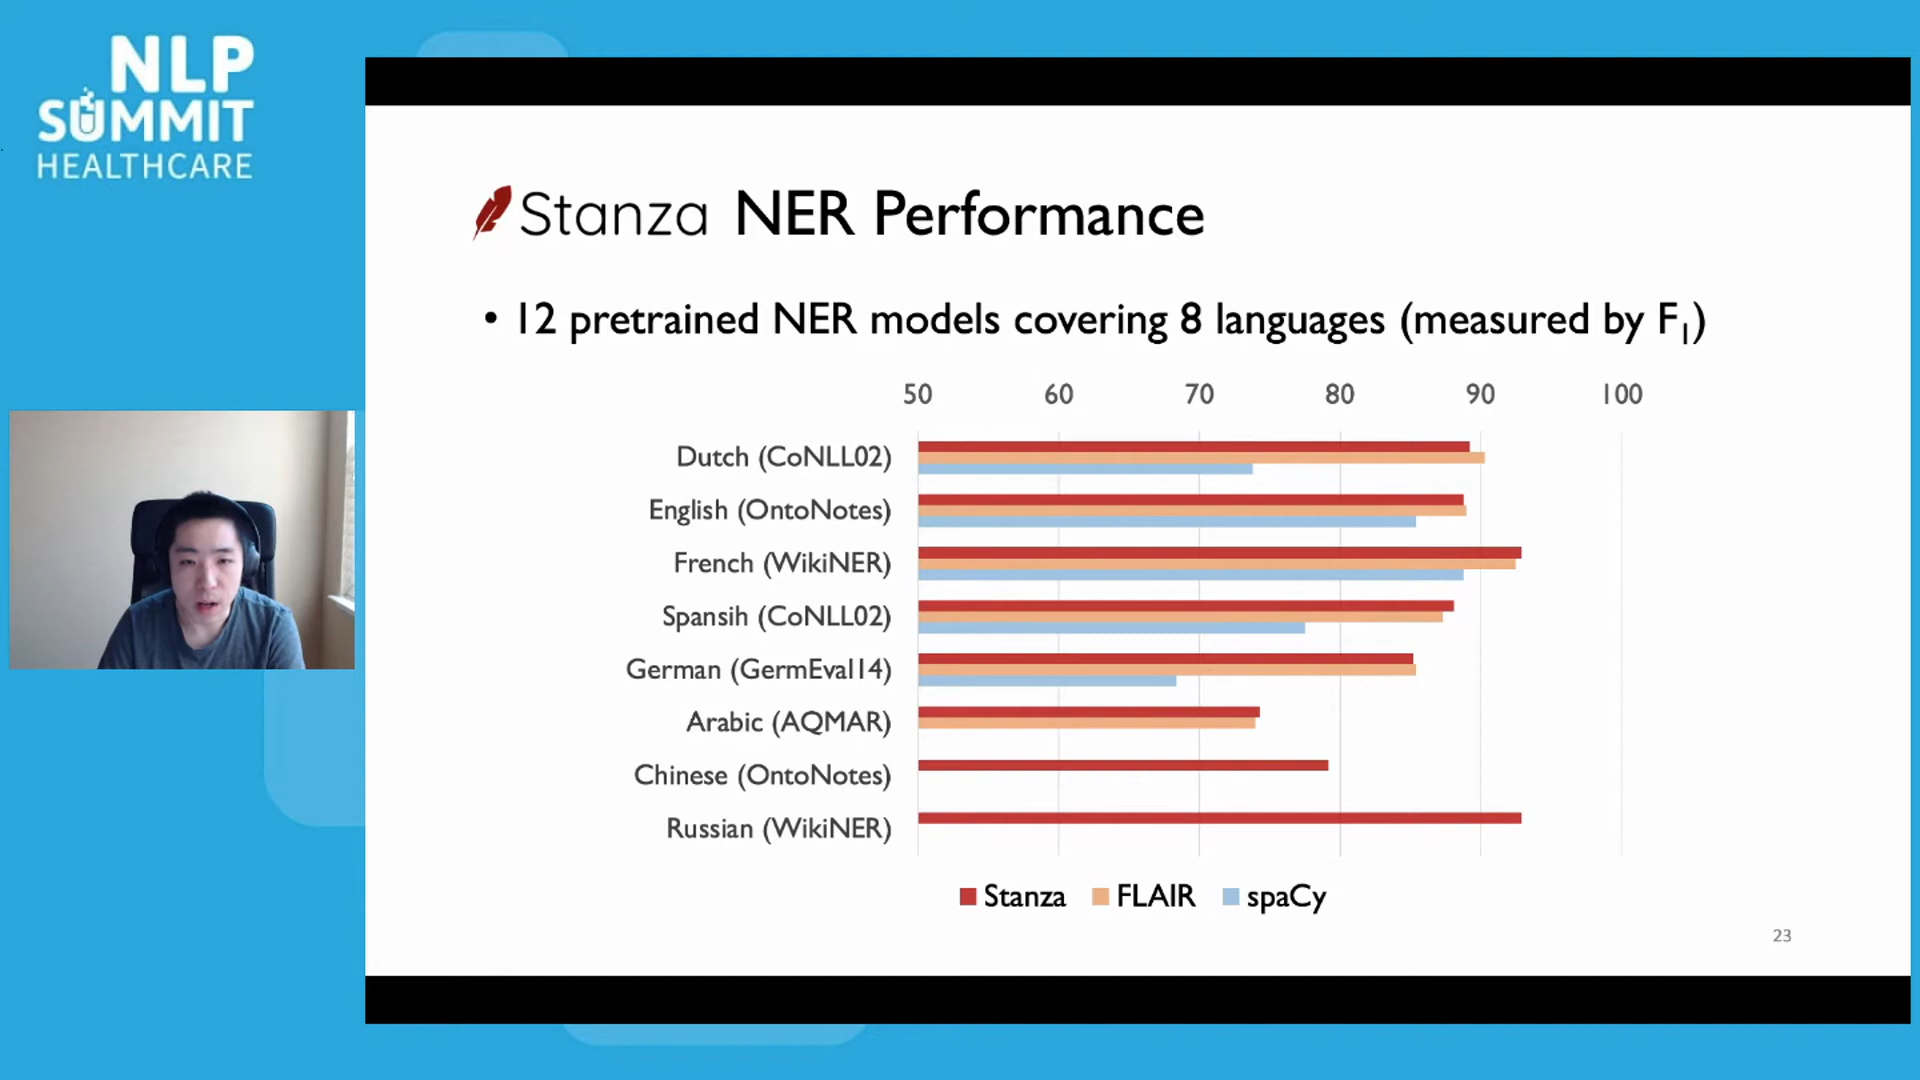 NLP
SUMMIT
HEALTHCARE
Stanza NER Performance
• 12 pretrained NER models covering 8 languages (measured by F1)
50 60 70 80 90 100
Dutch (CoNLL02)
English (OntoNotes)
French (WikiNER)
Spansih (CoNLL02)
German (GermEval14)
Arabic (AQMAR)
Chinese (OntoNotes)
Russian (WikiNER)
Stanza FLAIR spaCy
23